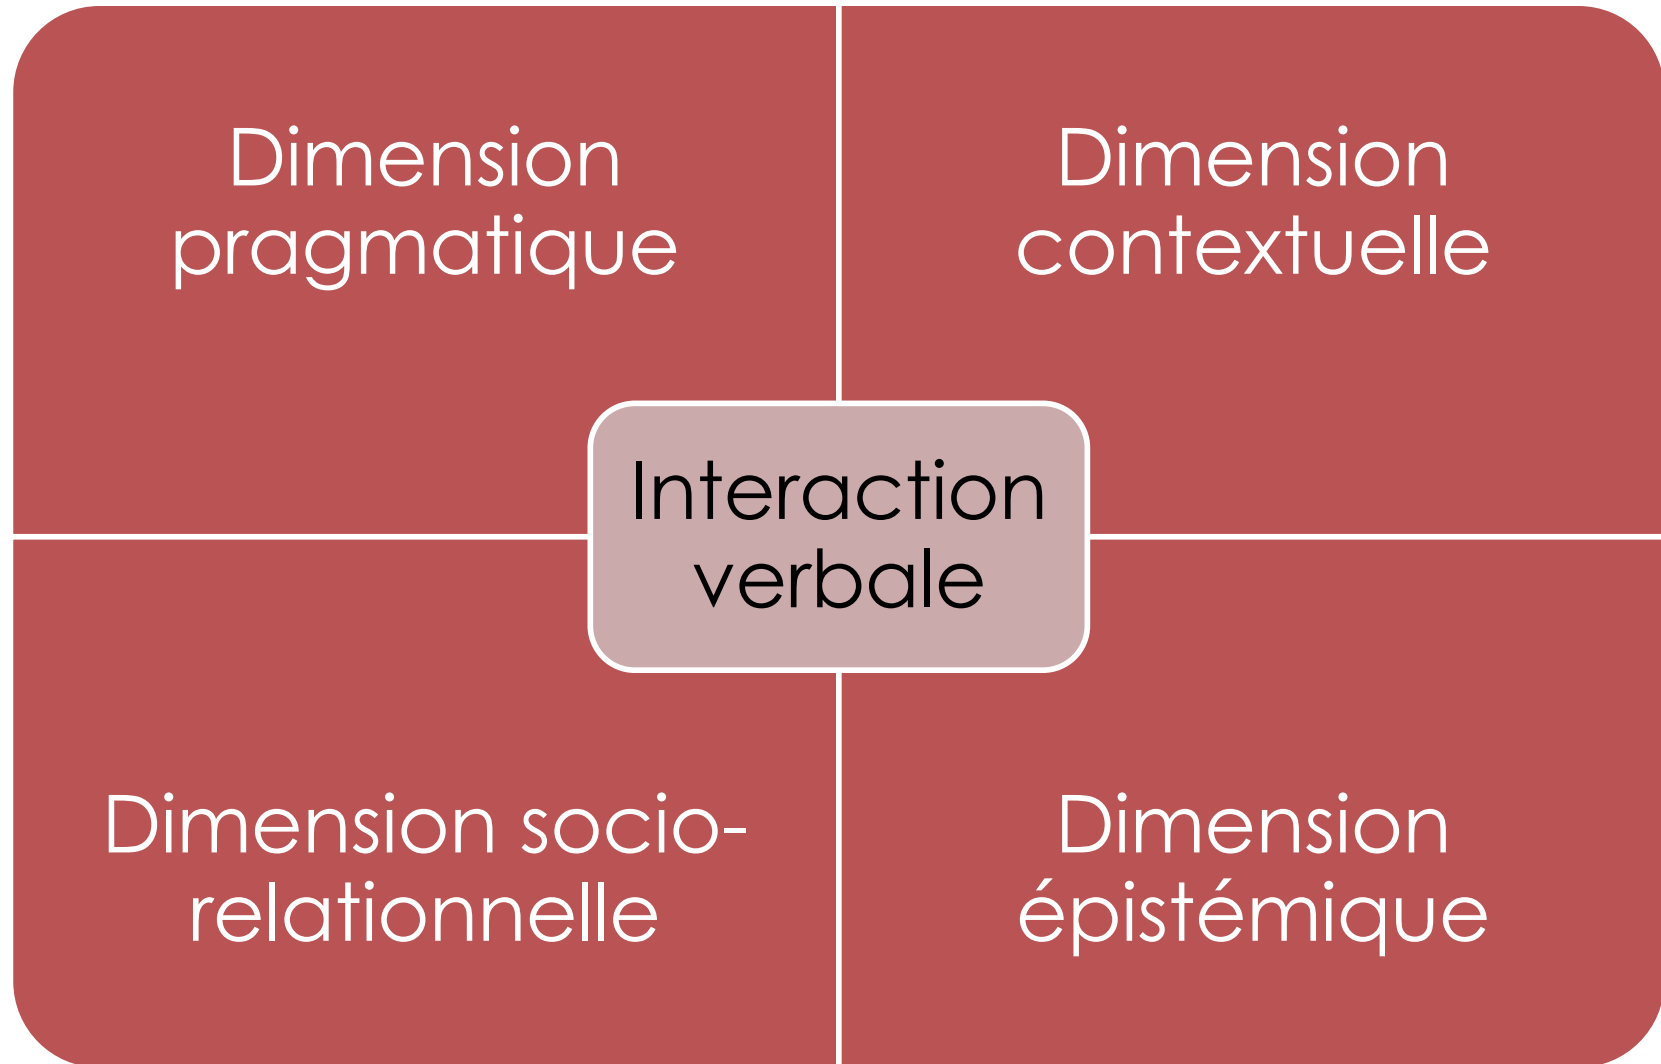 Dimension
pragmatique
Dimension
contextuelle
Interaction
verbale
Dimension socio-
relationnelle
Dimension
épistémique